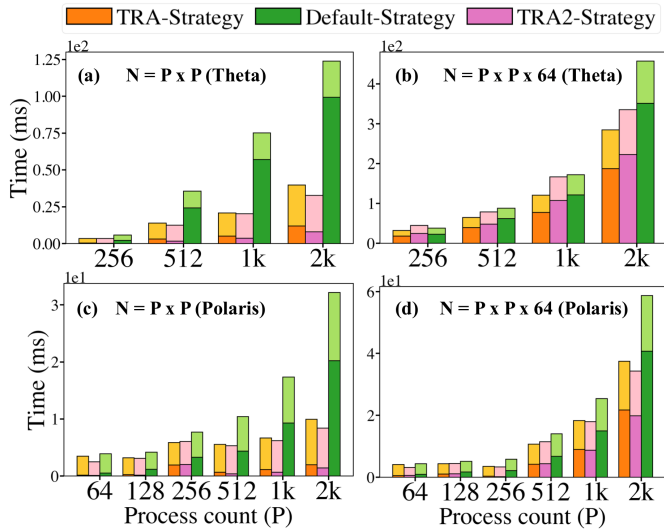 TRA-Strategy Default-Strategy TRA2-Strategy
1e2
(a) N = P x P (Theta)
Time (ms)
1.25
1.00
0.75
0.50
0.25
0.00
256 512 1k 2k
1e2
(b) N = P x P x 64 (Theta)
4
3
2
1
0
256 512 1k 2k
1e1
(c) N = P x P (Polaris)
Time (ms)
3
2
1
0
64 128 256 512 1k 2k
Process count (P)
1e1
(d) N = P x P x 64 (Polaris)
6
4
2
0
64 128 256 512 1k 2k
Process count (P)